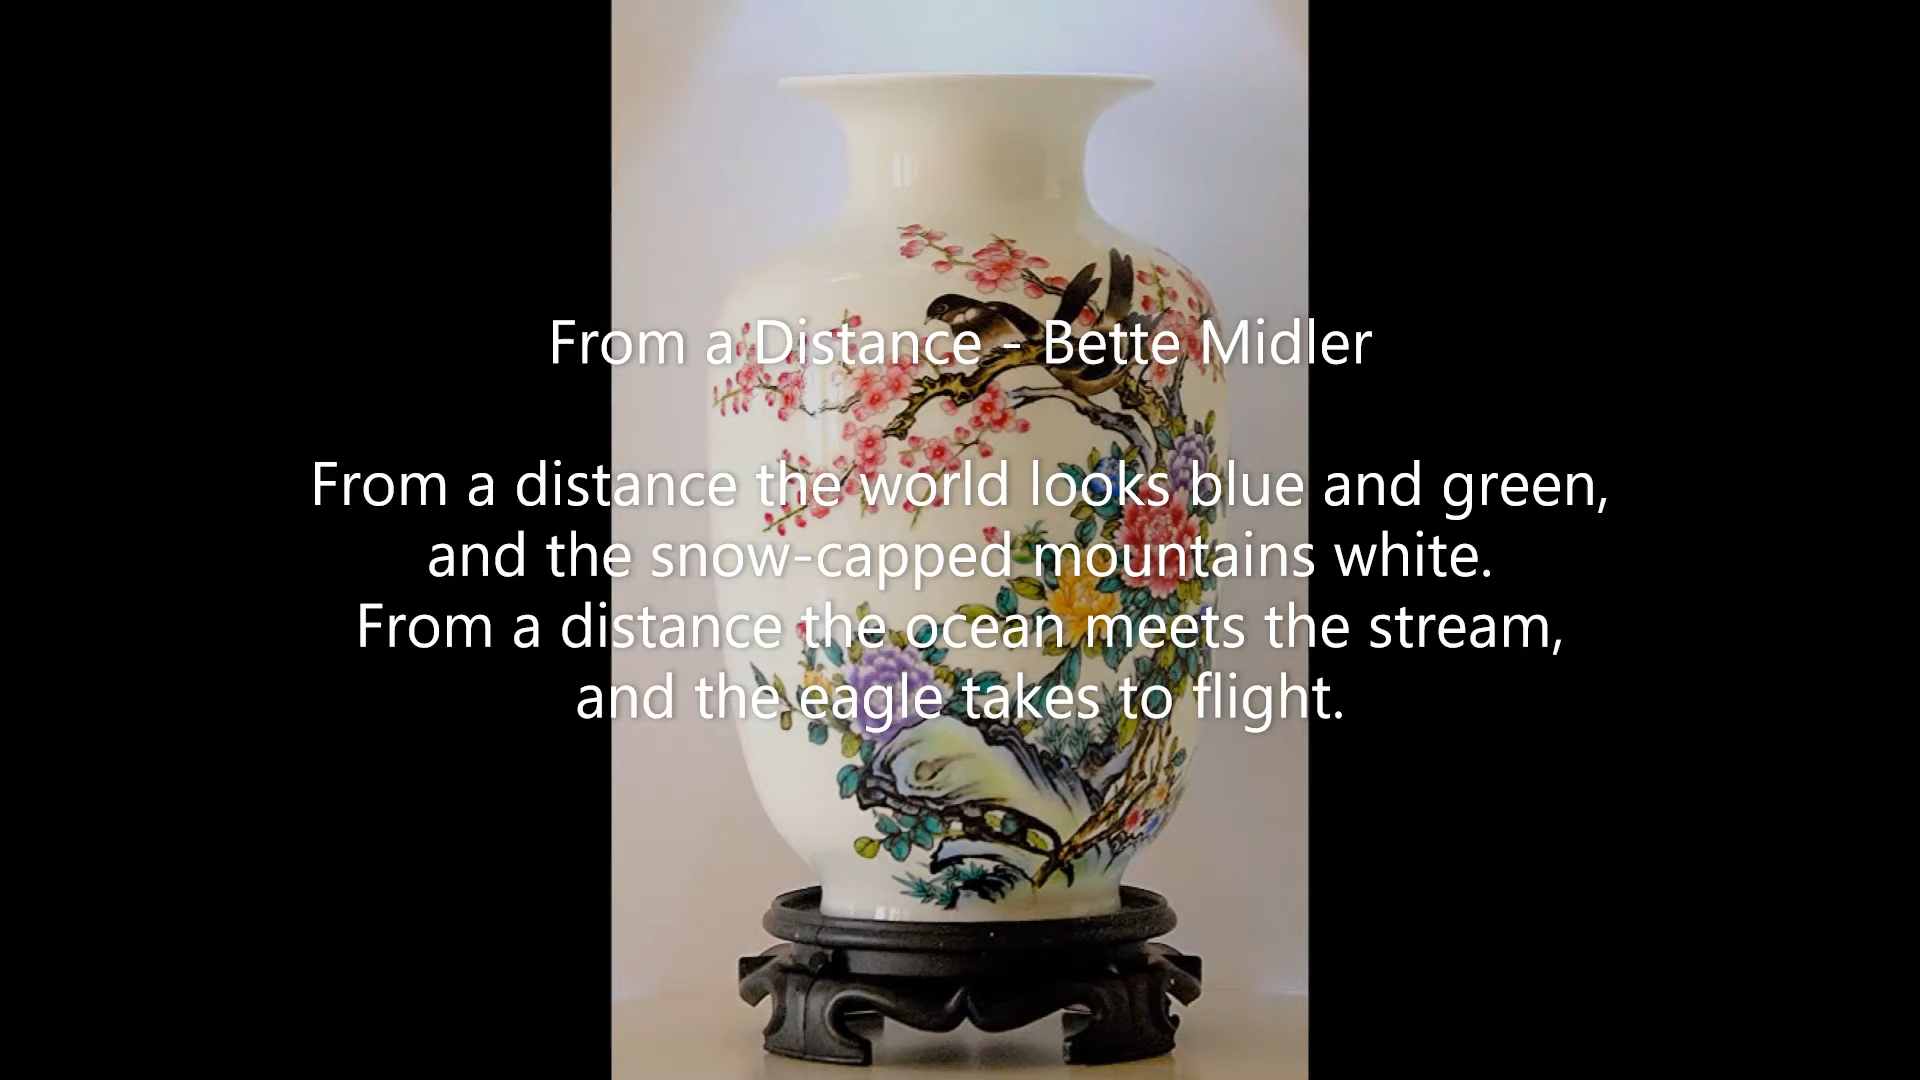 From a Distance - Bette Midler
From a distance the world looks blue and green,
and the snow-capped mountains white.
From a distance the ocean meets the stream,
and the eagle takes to flight.